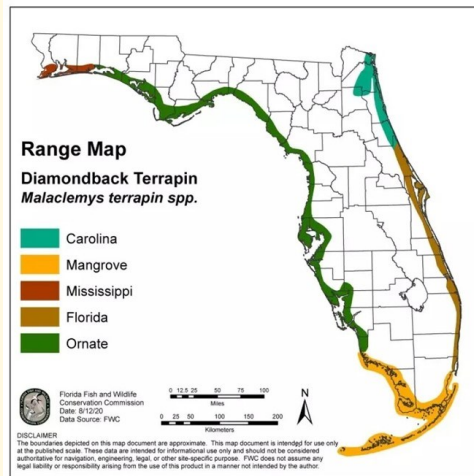 Range Map
Diamondback Terrapin
Malaclemys terrapin spp.
Carolina
Mangrove
Mississippi
Florida
Ornate
Florida Fish and Wildlife
Conservation Commission
Date: 8/12/20
Data Source: FWC
0 12.5 25 50 75 100
Miles
0 25 50 100 150 200
Kilometers
N
DISCLAIMER
The boundaries depicted on this map document are approximate. This map document is intended for use only
at the published scale. These data are intended for informational use only and should not be considered
authoritative for navigation, engineering, legal, or other site-specific purpose. FWC does not assume any
legal liability or responsibility arising from the use of this product in a manner not intended by the author.